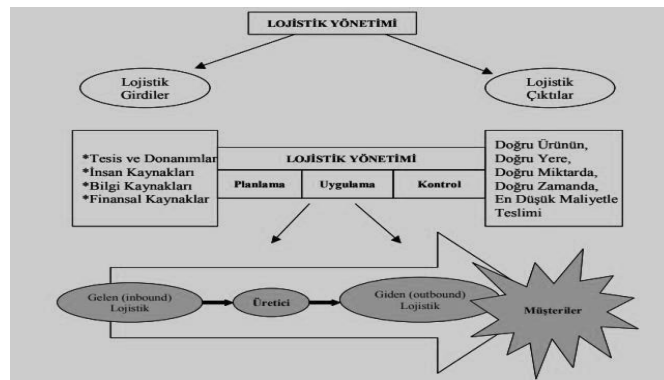 LOJİSTİK YÖNETİMİ
Lojistik
Girdiler
Lojistik
Çıktılar
*Tesis ve Donanımlar
*İnsan Kaynakları
*Bilgi Kaynakları
*Finansal Kaynaklar
LOJİSTİK YÖNETİMİ
Planlama
Uygulama
Kontrol
Doğru Ürünün,
Doğru Yere,
Doğru Miktarda,
Doğru Zamanda,
En Düşük Maliyetle
Teslimi
Gelen (inbound)
Lojistik
Üretici
Giden (outbound)
Lojistik
Müşteriler